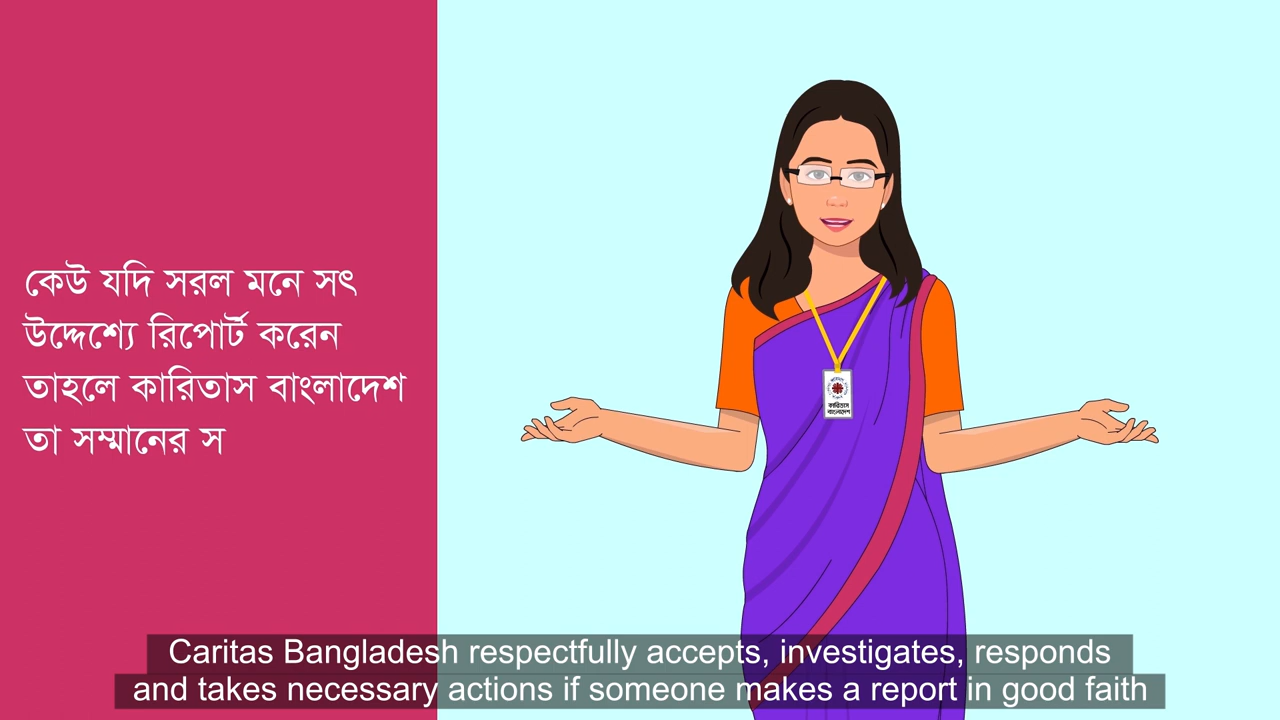 কেউ যদি সরল মনে সৎ
উদ্দেশ্যে রিপোর্ট করেন
তাহলে কারিতাস বাংলাদেশ
তা সম্মানের স
কারিতাস
বাংলাদেশ
Caritas Bangladesh respectfully accepts, investigates, responds
and takes necessary actions if someone makes a report in good faith